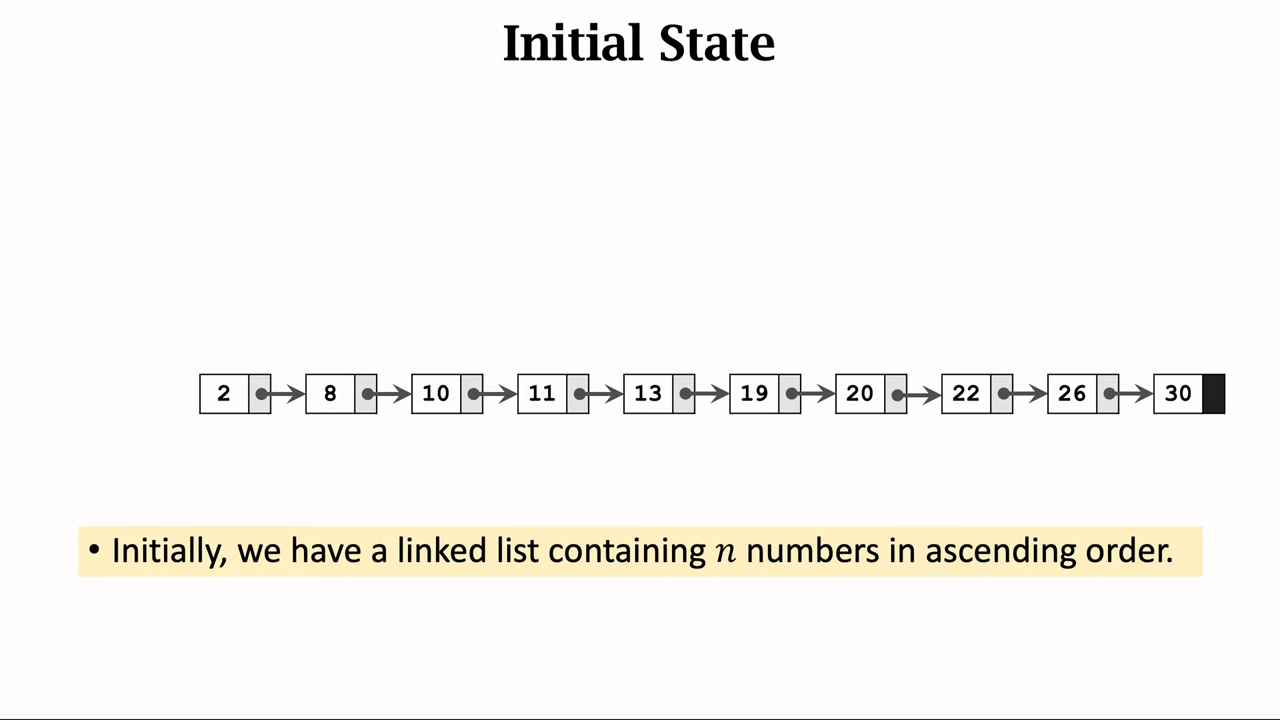 Initial State
2 8 10 11 13 19 20 22 26 30
• Initially, we have a linked list containing n numbers in ascending order.